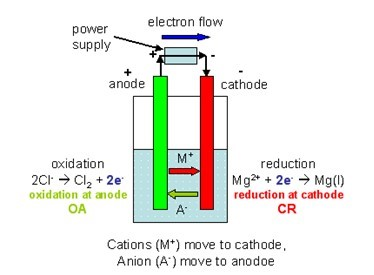 electron flow
power
supply
+ -
+
anode
-
cathode
oxidation
2Cl⁻ → Cl₂ + 2e⁻
oxidation at anode
OA
M⁺
A⁻
reduction
Mg²⁺ + 2e⁻ → Mg(l)
reduction at cathode
CR
Cations (M⁺) move to cathode,
Anion (A⁻) move to anodoe